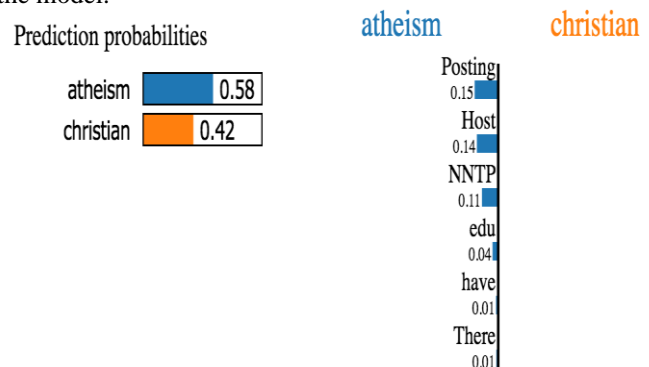 the model.
Prediction probabilities
atheism 0.58
christian 0.42
atheism christian
Posting
0.15
Host
0.14
NNTP
0.11
edu
0.04
have
0.01
There
0.01